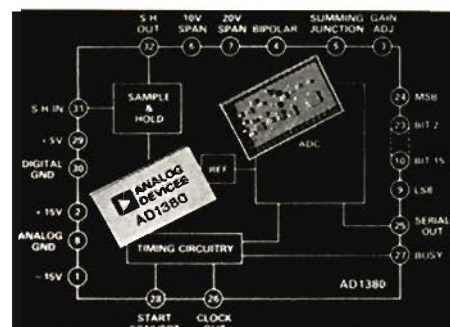 S H OUT
10V SPAN
20V SPAN
BIPOLAR
SUMMING JUNCTION
GAIN ADJ
32
6
7
4
5
3
S H IN
31
SAMPLE & HOLD
24
MSB
+5V
29
23
BIT 2
DIGITAL GND
30
REF
ADC
10
BIT 15
ANALOG DEVICES
AD1380
9
LSB
+15V
2
25
SERIAL OUT
ANALOG GND
8
TIMING CIRCUITRY
27
BUSY
-15V
1
28
26
AD1380
START
CLOCK